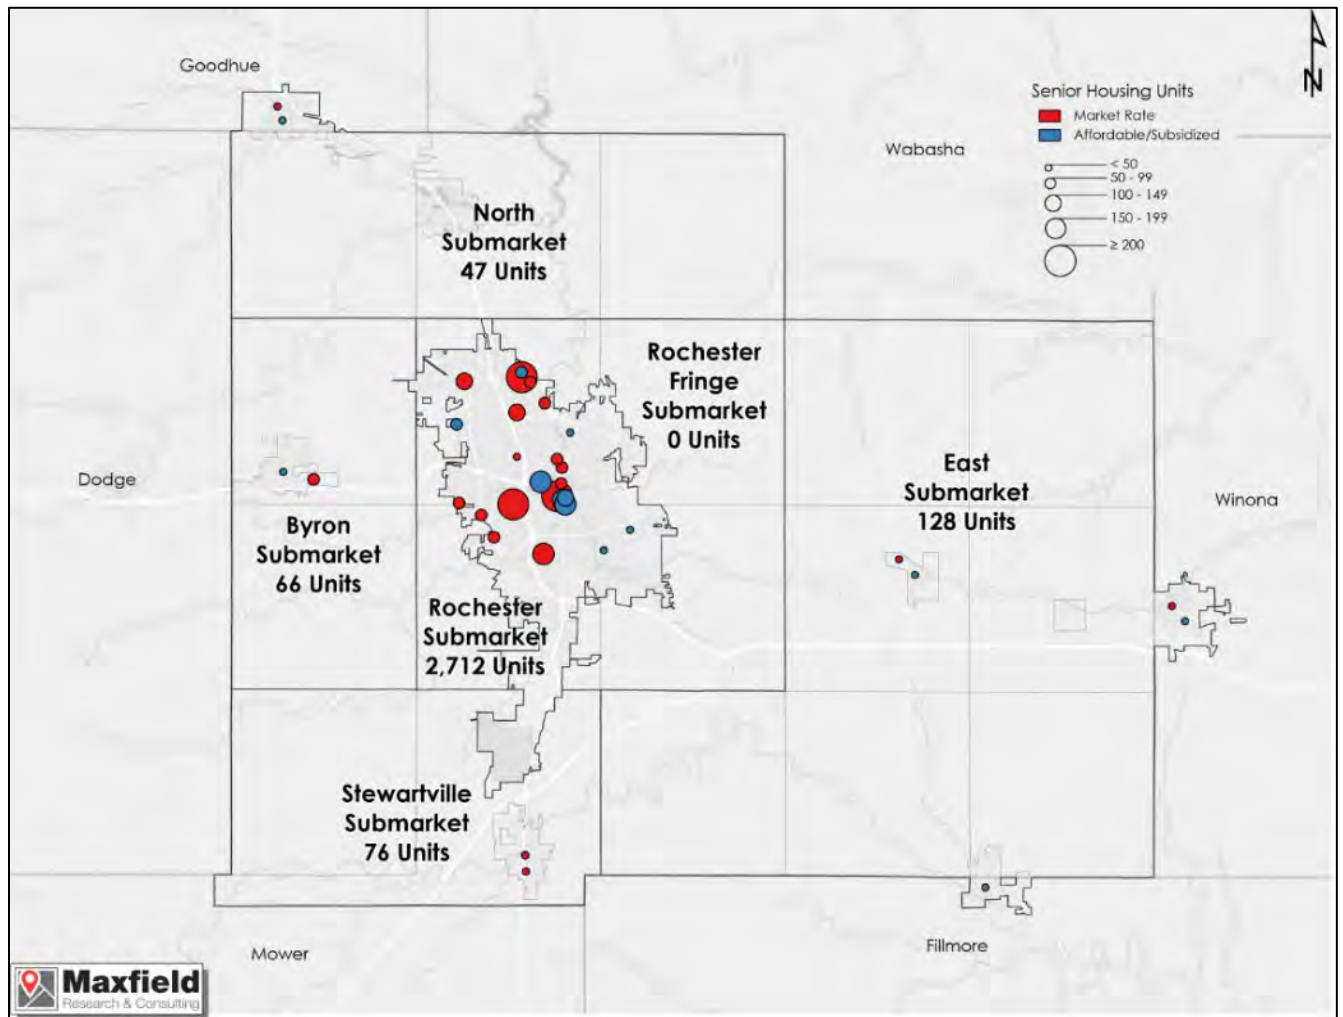 Goodhue
N
Senior Housing Units
Market Rate
Affordable/Subsidized
< 50
50 - 99
100 - 149
150 - 199
≥ 200
Wabasha
North
Submarket
47 Units
Rochester
Fringe
Submarket
0 Units
Dodge
East
Submarket
128 Units
Winona
Byron
Submarket
66 Units
Rochester
Submarket
2,712 Units
Stewartville
Submarket
76 Units
Mower
Fillmore
Maxfield
Research & Consulting